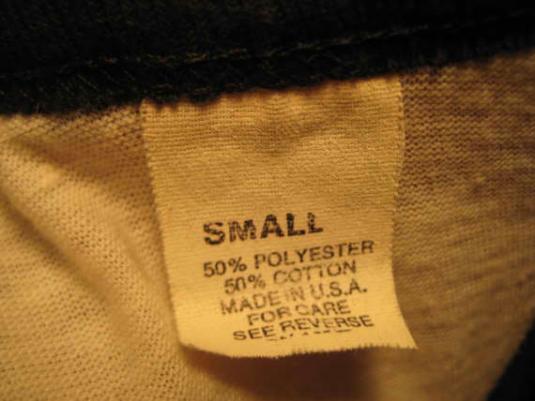 SMALL
50% POLYESTER
50% COTTON
MADE IN U.S.A.
FOR CARE
SEE REVERSE